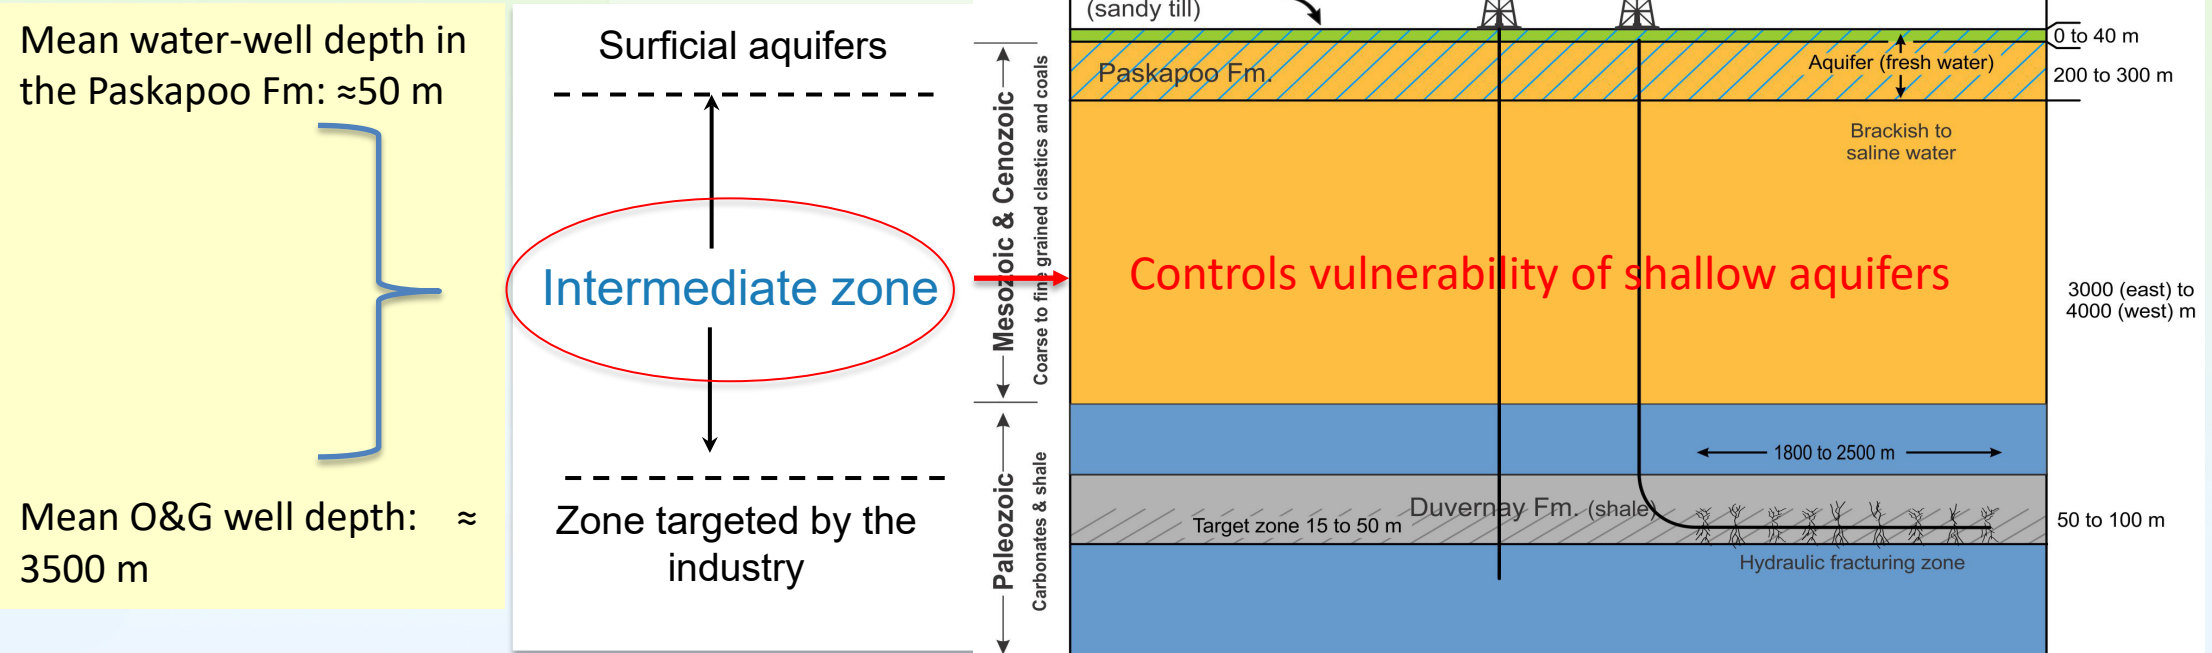 Mean water-well depth in
the Paskapoo Fm: ≈50 m
Mean O&G well depth: ≈
3500 m
Surficial aquifers
Intermediate zone
Zone targeted by the
industry
Mesozoic & Cenozoic
Coarse to fine grained clastics and coals
Paleozoic
Carbonates & shale
(sandy till)
Paskapoo Fm.
Aquifer (fresh water)
Brackish to
saline water
Controls vulnerability of shallow aquifers
1800 to 2500 m
Duvernay Fm. (shale)
Target zone 15 to 50 m
Hydraulic fracturing zone
0 to 40 m
200 to 300 m
3000 (east) to
4000 (west) m
50 to 100 m